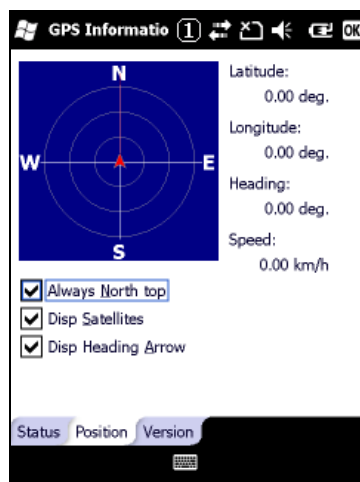 GPS Informatio 1 OK
N
W E
S
Latitude:
0.00 deg.
Longitude:
0.00 deg.
Heading:
0.00 deg.
Speed:
0.00 km/h
Always North top
Disp Satellites
Disp Heading Arrow
Status Position Version